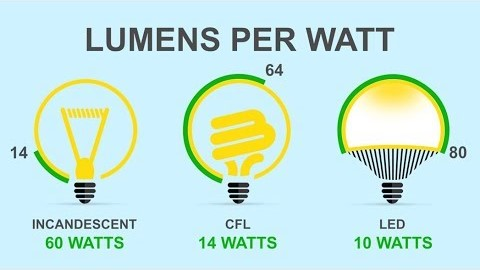 LUMENS PER WATT
14
64
80
INCANDESCENT
60 WATTS
CFL
14 WATTS
LED
10 WATTS